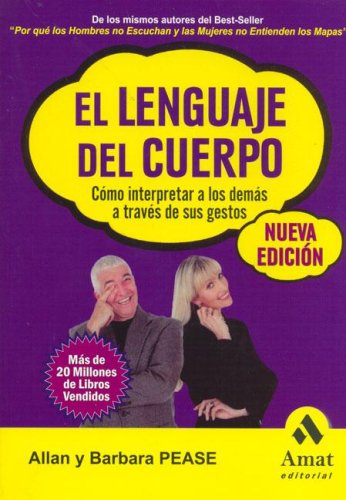 De los mismos autores del Best-Seller
"Por qué los Hombres no Escuchan y las Mujeres no Entienden los Mapas"
EL LENGUAJE
DEL CUERPO
Cómo interpretar a los demás
a través de sus gestos
NUEVA
EDICIÓN
Más de
20 Millones
de Libros
Vendidos
Allan y Barbara PEASE
Amat
editorial